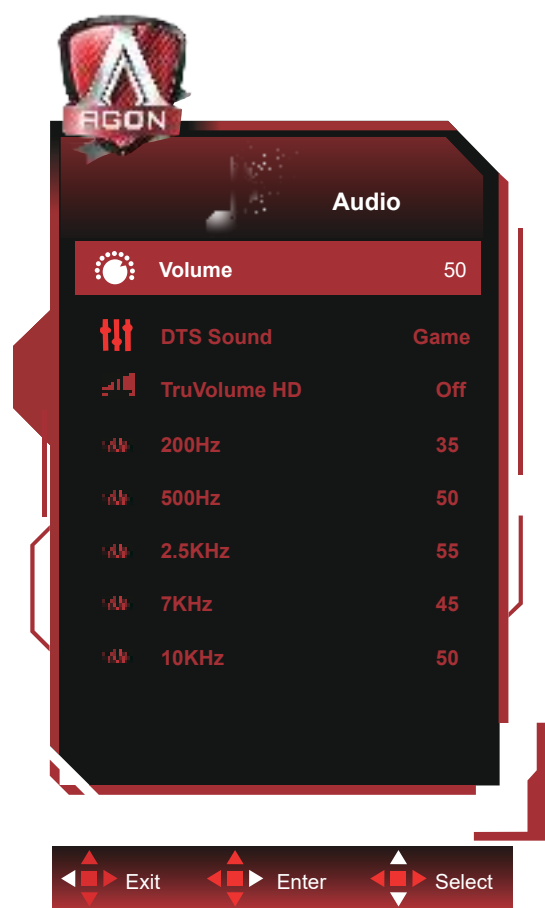 AGON
Audio
Volume 50
DTS Sound Game
TruVolume HD Off
200Hz 35
500Hz 50
2.5KHz 55
7KHz 45
10KHz 50
Exit Enter Select